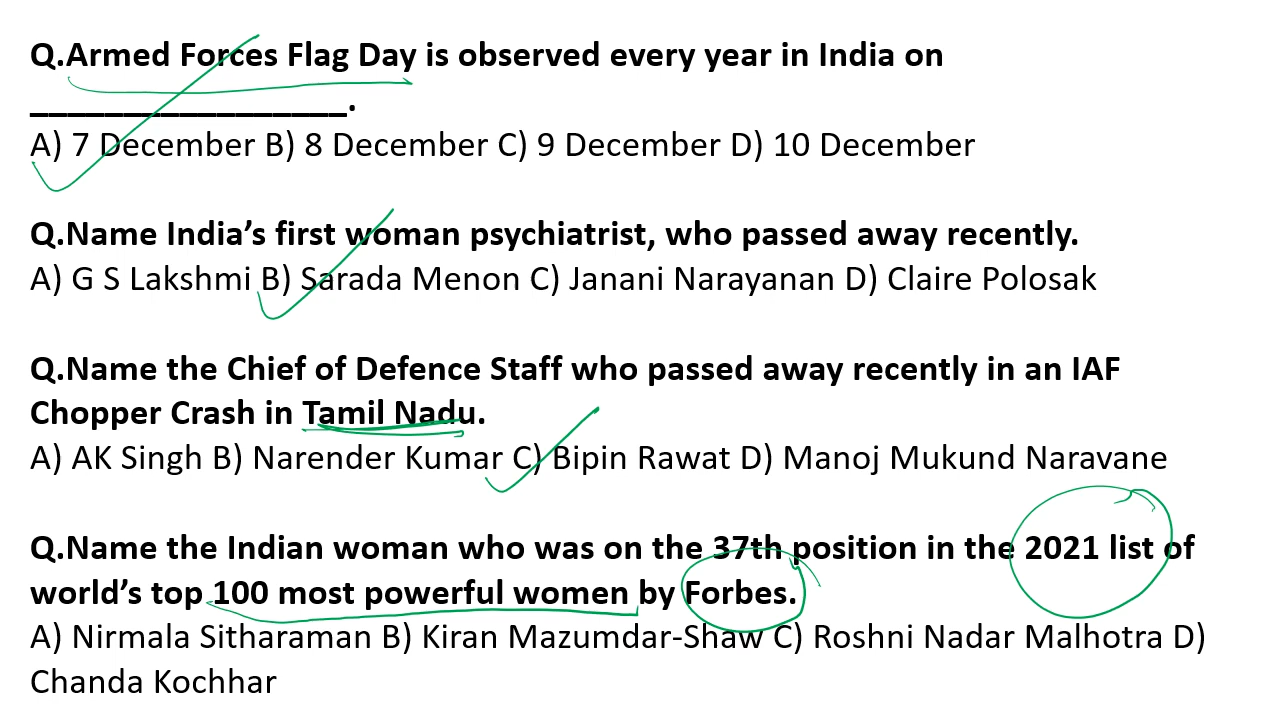 Q.Armed Forces Flag Day is observed every year in India on
_________________.
A) 7 December B) 8 December C) 9 December D) 10 December
Q.Name India’s first woman psychiatrist, who passed away recently.
A) G S Lakshmi B) Sarada Menon C) Janani Narayanan D) Claire Polosak
Q.Name the Chief of Defence Staff who passed away recently in an IAF
Chopper Crash in Tamil Nadu.
A) AK Singh B) Narender Kumar C) Bipin Rawat D) Manoj Mukund Naravane
Q.Name the Indian woman who was on the 37th position in the 2021 list of
world’s top 100 most powerful women by Forbes.
A) Nirmala Sitharaman B) Kiran Mazumdar-Shaw C) Roshni Nadar Malhotra D)
Chanda Kochhar